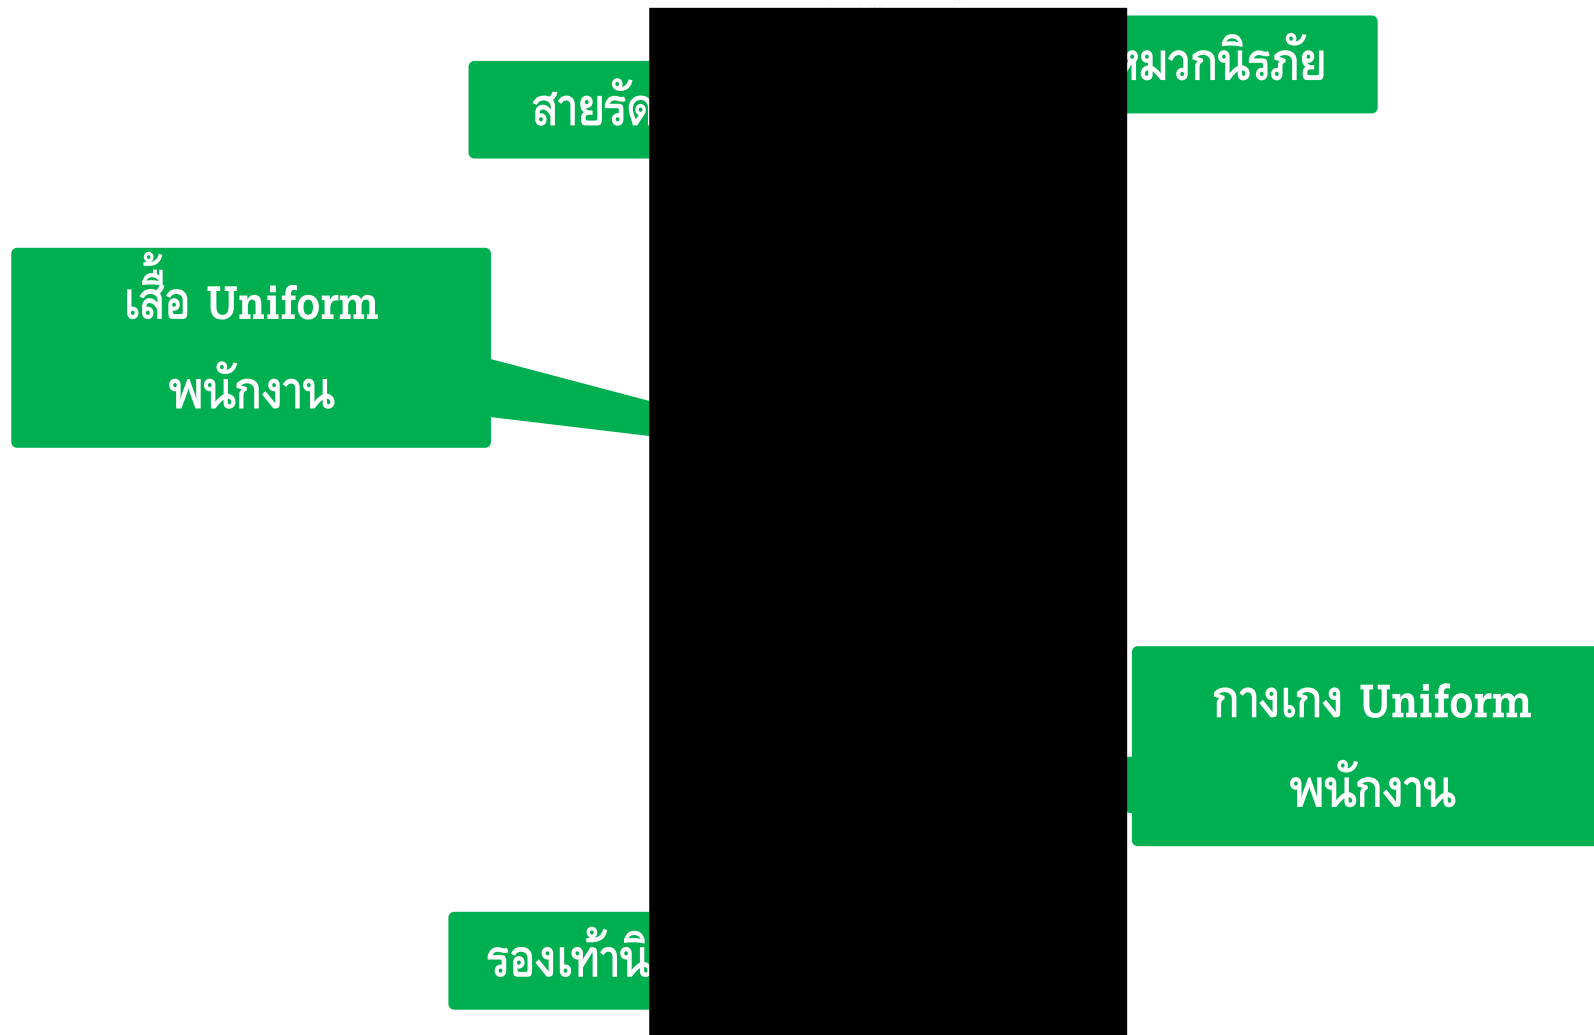 หมวกนิรภัย
สายรัด
เสื้อ Uniform
พนักงาน
กางเกง Uniform
พนักงาน
รองเท้านิ